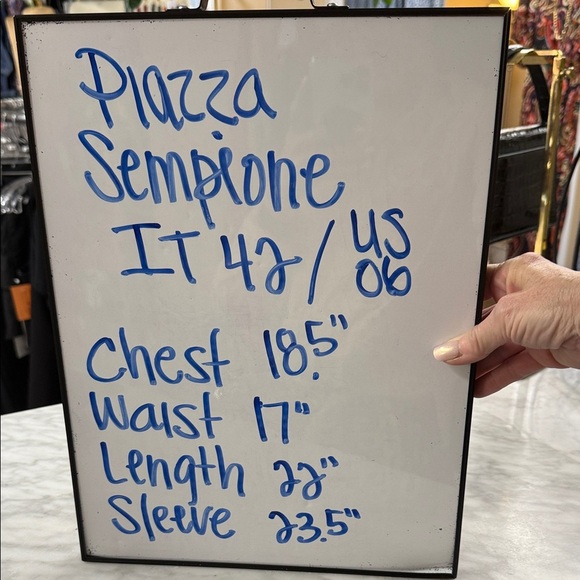 Piazza
Sempione
IT 42 / US 06
Chest 18.5"
Waist 17"
Length 22"
Sleeve 23.5"